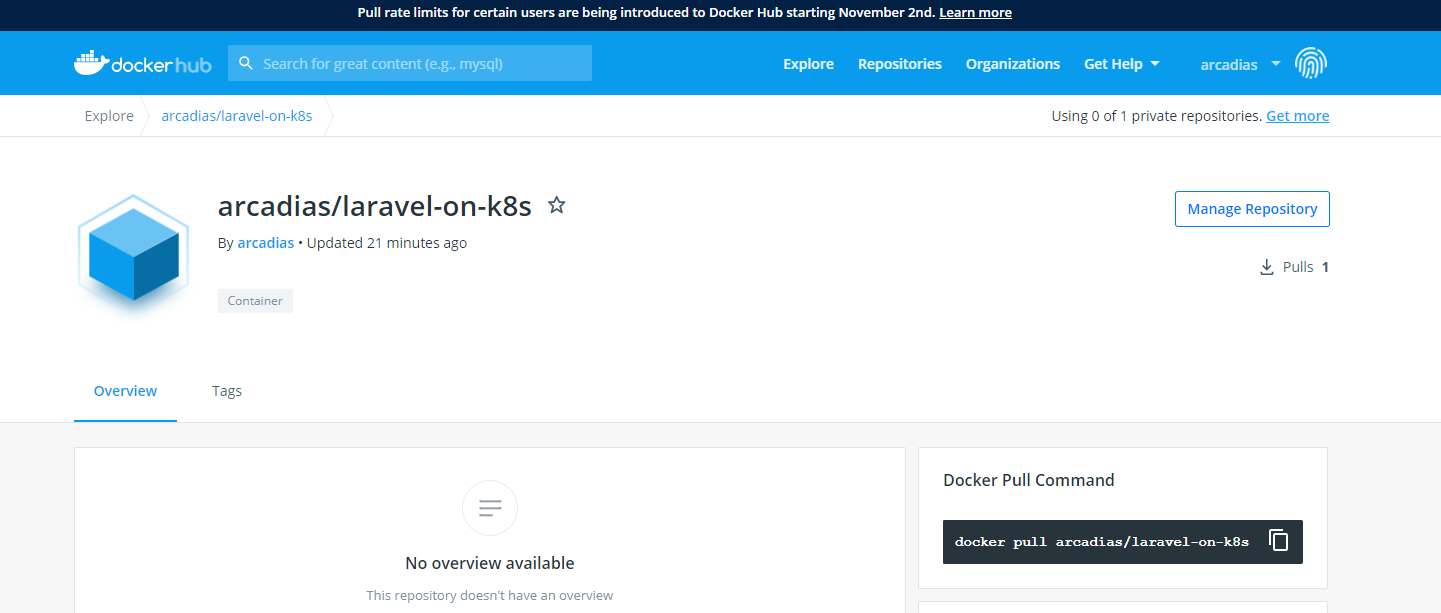 Pull rate limits for certain users are being introduced to Docker Hub starting November 2nd. Learn more
docker hub Search for great content (e.g., mysql) Explore Repositories Organizations Get Help arcadias
Explore arcadias/laravel-on-k8s Using 0 of 1 private repositories. Get more
arcadias/laravel-on-k8s
Manage Repository
By arcadias • Updated 21 minutes ago
Pulls 1
Container
Overview Tags
No overview available
This repository doesn't have an overview
Docker Pull Command
docker pull arcadias/laravel-on-k8s